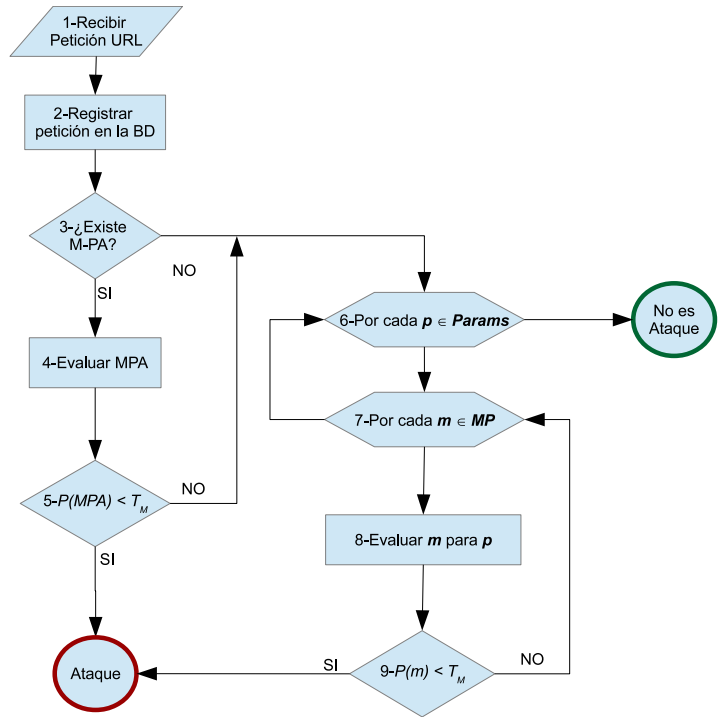 1-Recibir
Petición URL
2-Registrar
petición en la BD
3-¿Existe
M-PA?
NO
SI
4-Evaluar MPA
5-P(MPA) < T_M
NO
SI
Ataque
6-Por cada p ∈ Params
No es
Ataque
7-Por cada m ∈ MP
8-Evaluar m para p
9-P(m) < T_M
SI
NO